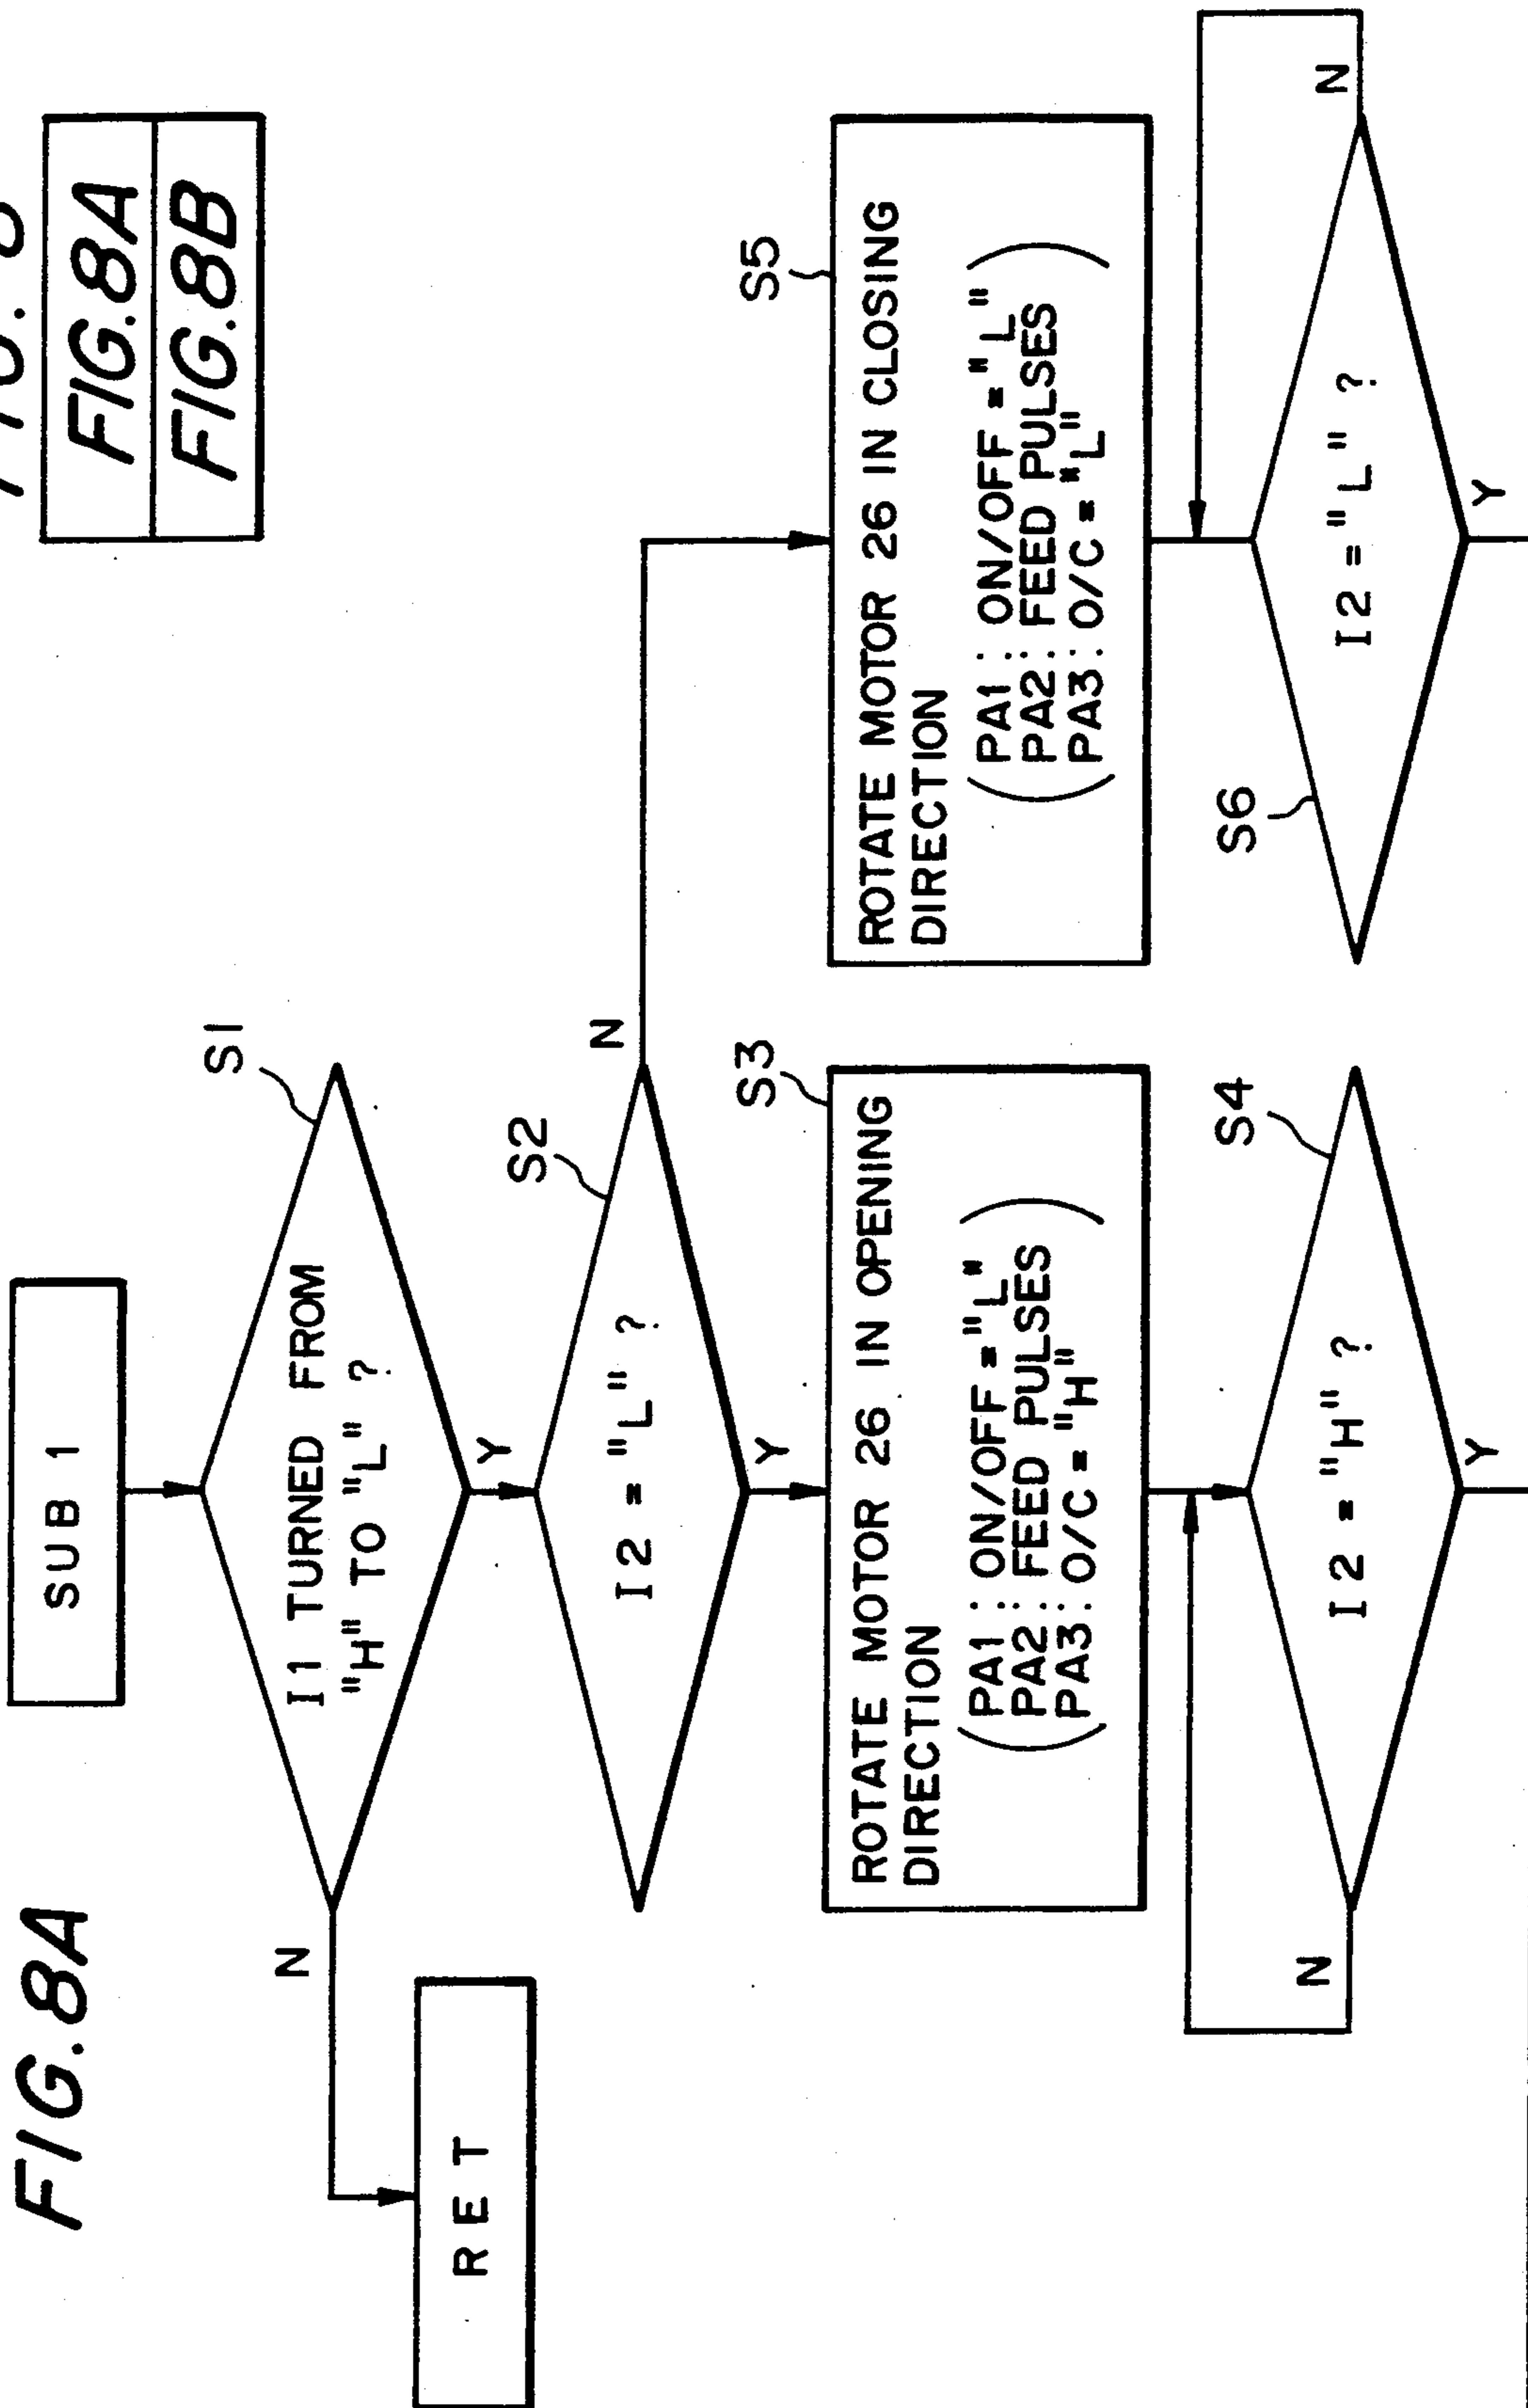 FIG. 8A
FIG. 8
FIG. 8A
FIG. 8B
SUB 1
S1
I1 TURNED FROM
"H" TO "L" ?
N
Y
RET
S2
I2 = "L" ?
N
Y
S3
ROTATE MOTOR 26 IN OPENING
DIRECTION
(PA1 : ON/OFF = "L"
PA2 : FEED PULSES
PA3 : O/C = "H")
S5
ROTATE MOTOR 26 IN CLOSING
DIRECTION
(PA1 : ON/OFF = "L"
PA2 : FEED PULSES
PA3 : O/C = "L")
S4
I2 = "H" ?
N
Y
S6
I2 = "L" ?
N
Y